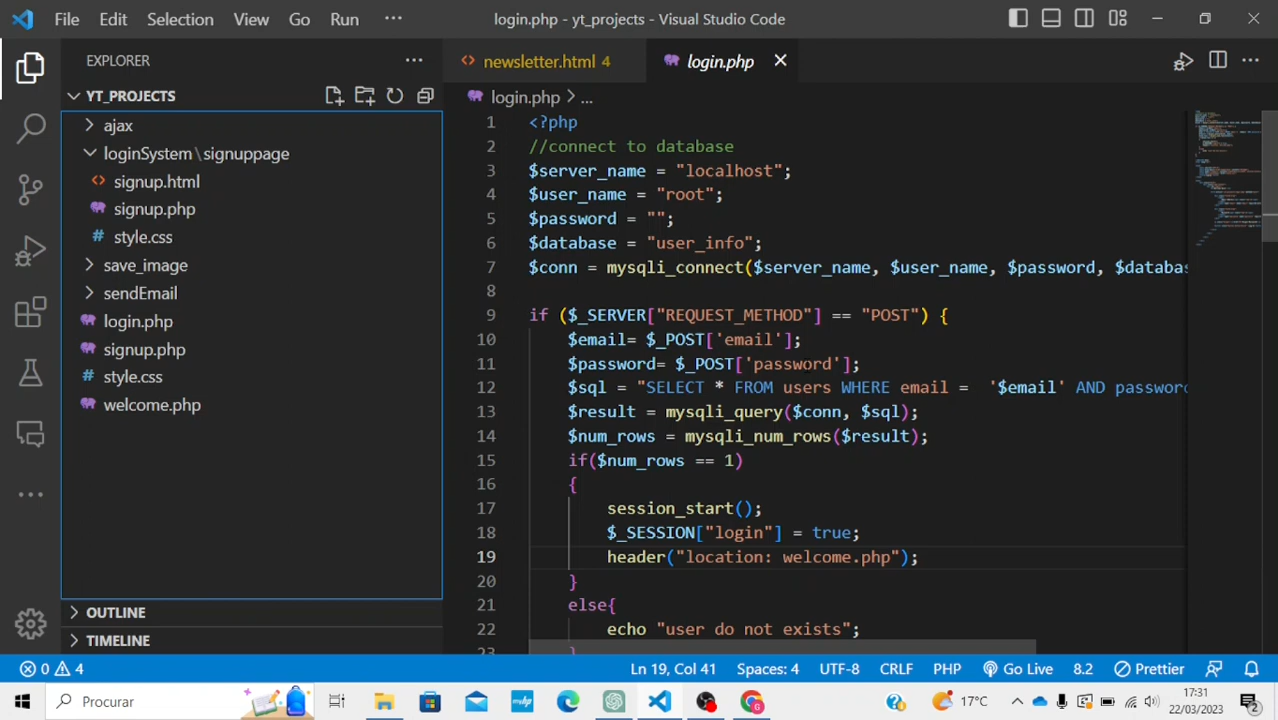 File Edit Selection View Go Run ··· login.php - yt_projects - Visual Studio Code
EXPLORER ···
YT_PROJECTS
ajax
loginSystem\signuppage
signup.html
signup.php
style.css
save_image
sendEmail
login.php
signup.php
style.css
welcome.php
OUTLINE
TIMELINE
newsletter.html 4 login.php
login.php > ...
1 <?php
2 //connect to database
3 $server_name = "localhost";
4 $user_name = "root";
5 $password = "";
6 $database = "user_info";
7 $conn = mysqli_connect($server_name, $user_name, $password, $databas
8
9 if ($_SERVER["REQUEST_METHOD"] == "POST") {
10 $email= $_POST['email'];
11 $password= $_POST['password'];
12 $sql = "SELECT * FROM users WHERE email = '$email' AND password
13 $result = mysqli_query($conn, $sql);
14 $num_rows = mysqli_num_rows($result);
15 if($num_rows == 1)
16 {
17 session_start();
18 $_SESSION["login"] = true;
19 header("location: welcome.php");
20 }
21 else{
22 echo "user do not exists";
23 }
0 4 Ln 19, Col 41 Spaces: 4 UTF-8 CRLF PHP Go Live 8.2 Prettier
Procurar 17°C 17:31
22/03/2023 2